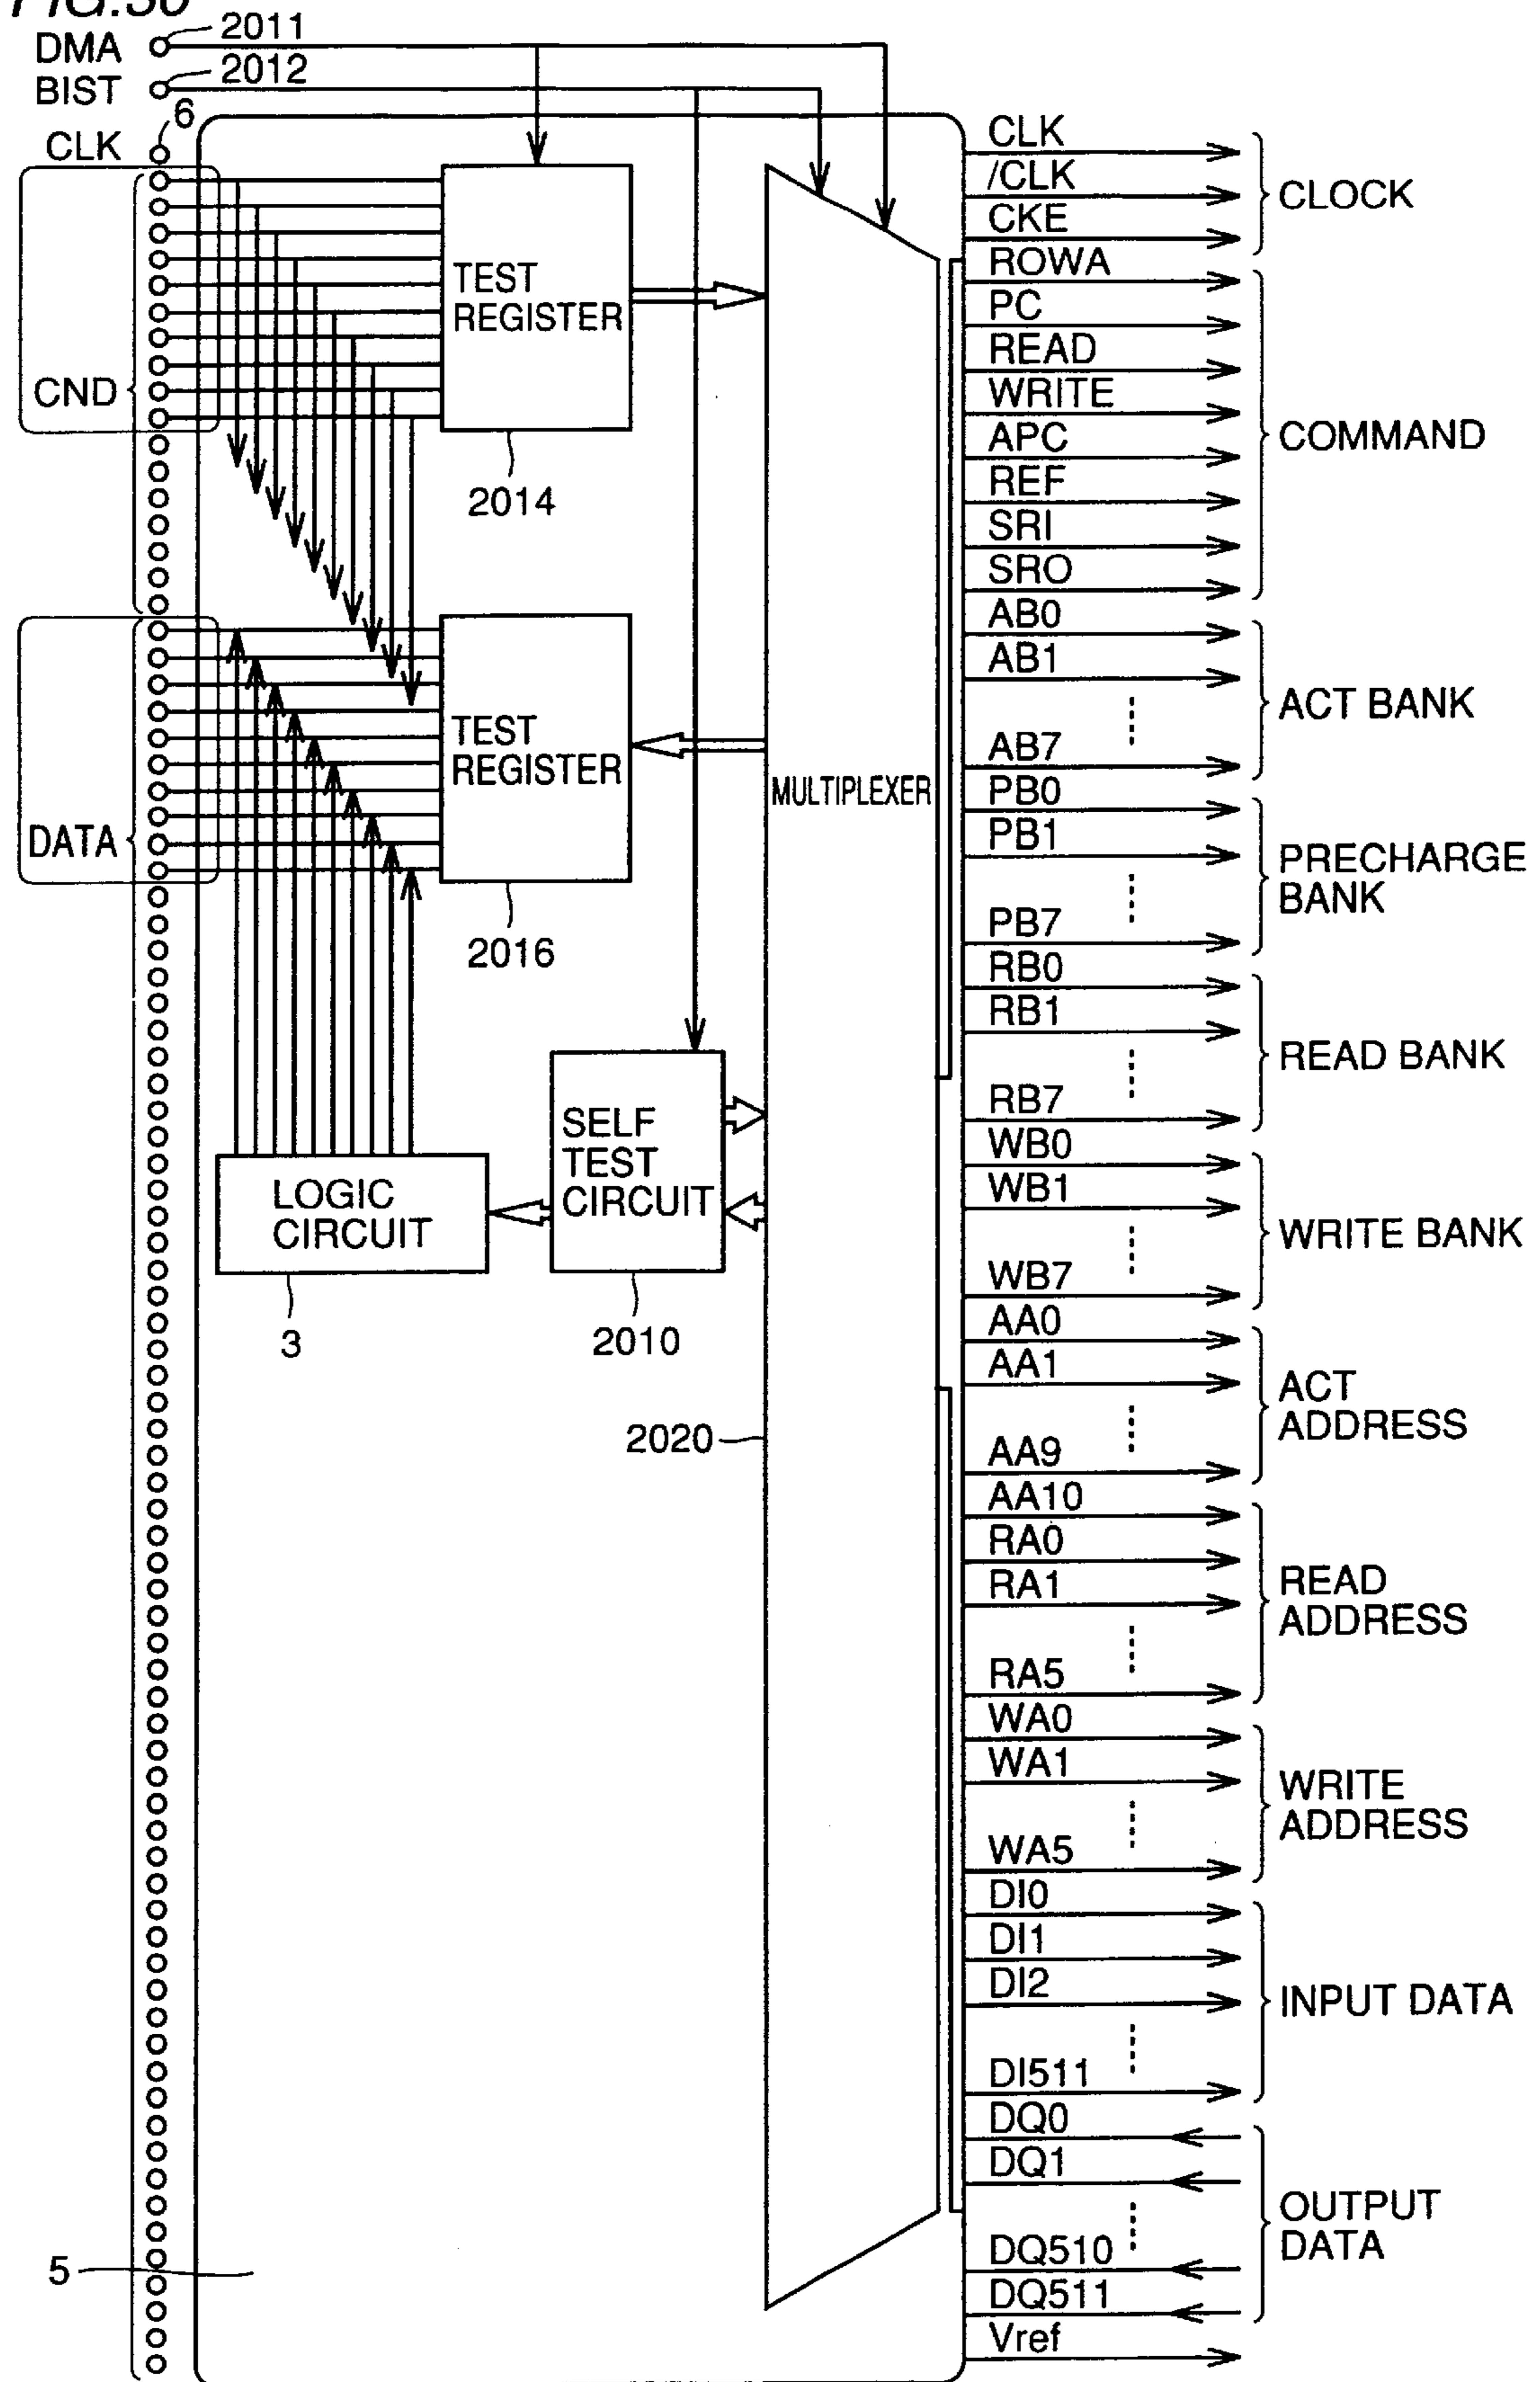 FIG.30
DMA
2011
BIST
2012
CLK
6
CND
DATA
TEST
REGISTER
2014
TEST
REGISTER
2016
SELF
TEST
CIRCUIT
2010
LOGIC
CIRCUIT
3
MULTIPLEXER
2020
5
CLK
/CLK
CKE
CLOCK
ROWA
PC
READ
WRITE
APC
REF
SRI
SRO
COMMAND
AB0
AB1
AB7
ACT BANK
PB0
PB1
PB7
PRECHARGE
BANK
RB0
RB1
RB7
READ BANK
WB0
WB1
WB7
WRITE BANK
AA0
AA1
AA9
ACT
ADDRESS
AA10
RA0
RA1
RA5
READ
ADDRESS
WA0
WA1
WA5
WRITE
ADDRESS
DI0
DI1
DI2
DI511
INPUT DATA
DQ0
DQ1
DQ510
DQ511
OUTPUT
DATA
Vref